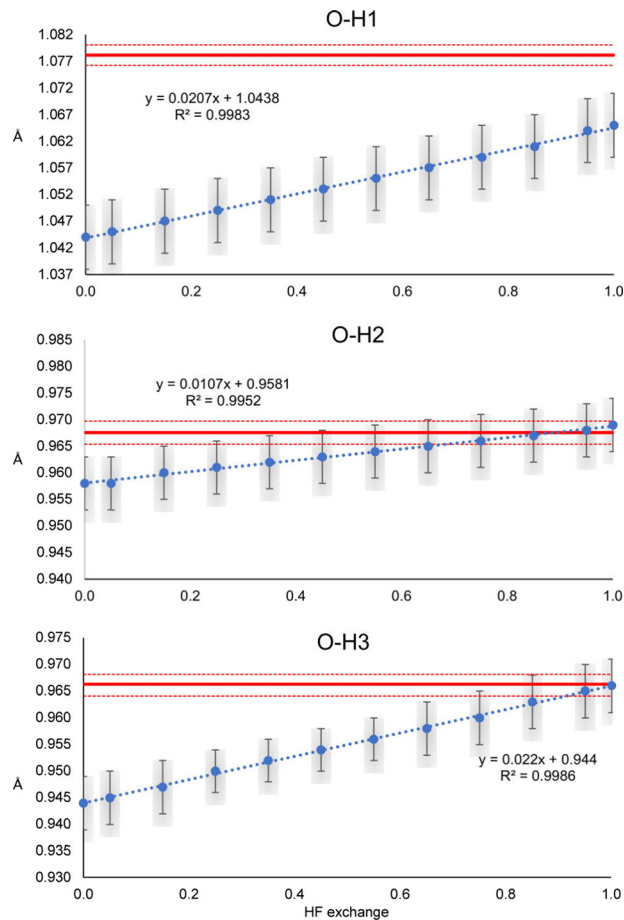 O-H1
1.082
1.077
1.072
1.067
1.062
1.057
1.052
1.047
1.042
1.037
Å
y = 0.0207x + 1.0438
R² = 0.9983
0.0 0.2 0.4 0.6 0.8 1.0
O-H2
0.985
0.980
0.975
0.970
0.965
0.960
0.955
0.950
0.945
0.940
Å
y = 0.0107x + 0.9581
R² = 0.9952
0.0 0.2 0.4 0.6 0.8 1.0
O-H3
0.975
0.970
0.965
0.960
0.955
0.950
0.945
0.940
0.935
0.930
Å
y = 0.022x + 0.944
R² = 0.9986
0.0 0.2 0.4 0.6 0.8 1.0
HF exchange